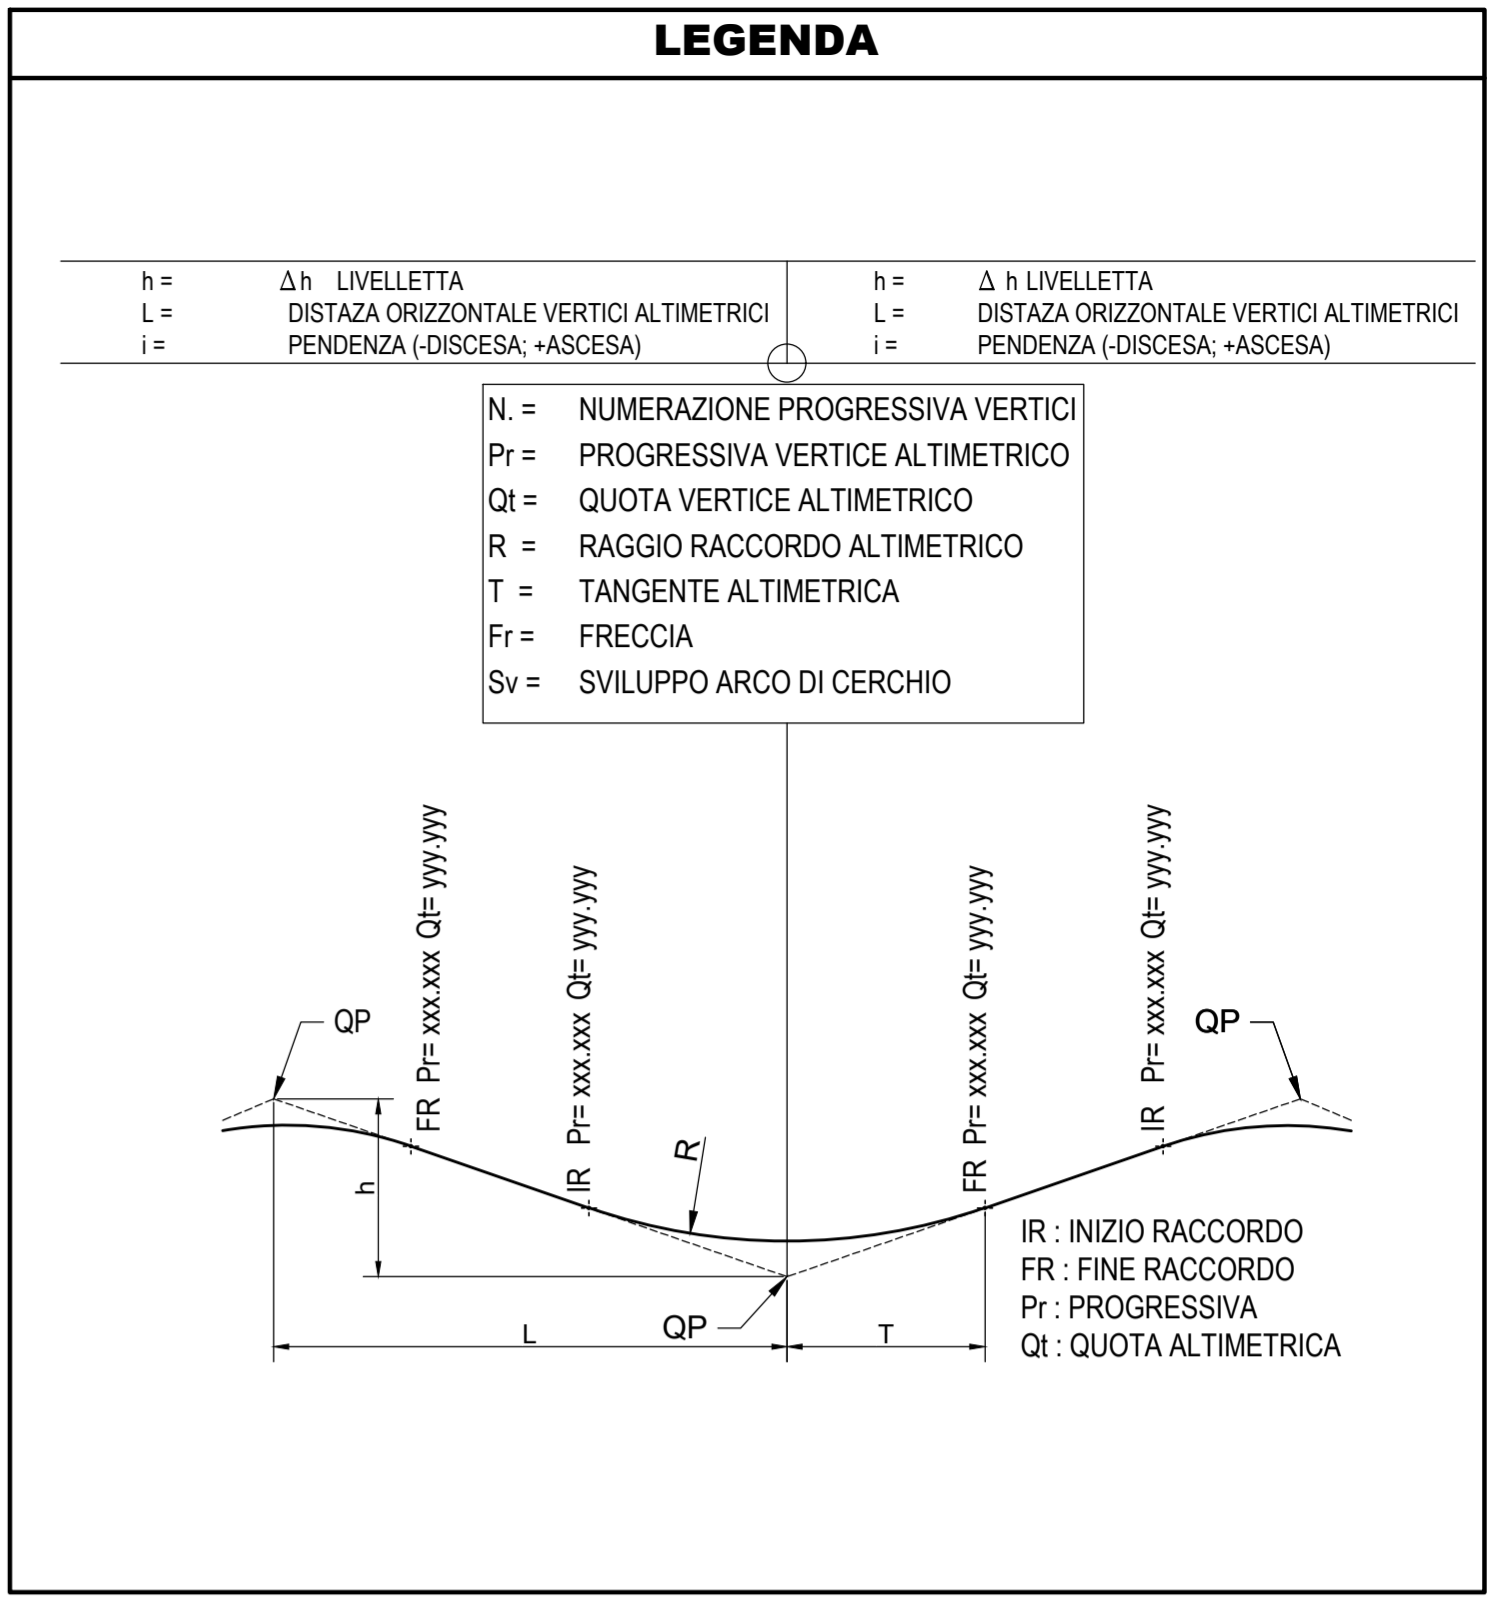 LEGENDA
h = Δh LIVELLETTA
L = DISTAZA ORIZZONTALE VERTICI ALTIMETRICI
i = PENDENZA (-DISCESA; +ASCESA)
h = Δ h LIVELLETTA
L = DISTAZA ORIZZONTALE VERTICI ALTIMETRICI
i = PENDENZA (-DISCESA; +ASCESA)
N. = NUMERAZIONE PROGRESSIVA VERTICI
Pr = PROGRESSIVA VERTICE ALTIMETRICO
Qt = QUOTA VERTICE ALTIMETRICO
R = RAGGIO RACCORDO ALTIMETRICO
T = TANGENTE ALTIMETRICA
Fr = FRECCIA
Sv = SVILUPPO ARCO DI CERCHIO
QP
FR Pr= xxx.xxx Qt= yyy.yyy
IR Pr= xxx.xxx Qt= yyy.yyy
FR Pr= xxx.xxx Qt= yyy.yyy
IR Pr= xxx.xxx Qt= yyy.yyy
QP
h
R
QP
L
T
IR : INIZIO RACCORDO
FR : FINE RACCORDO
Pr : PROGRESSIVA
Qt : QUOTA ALTIMETRICA